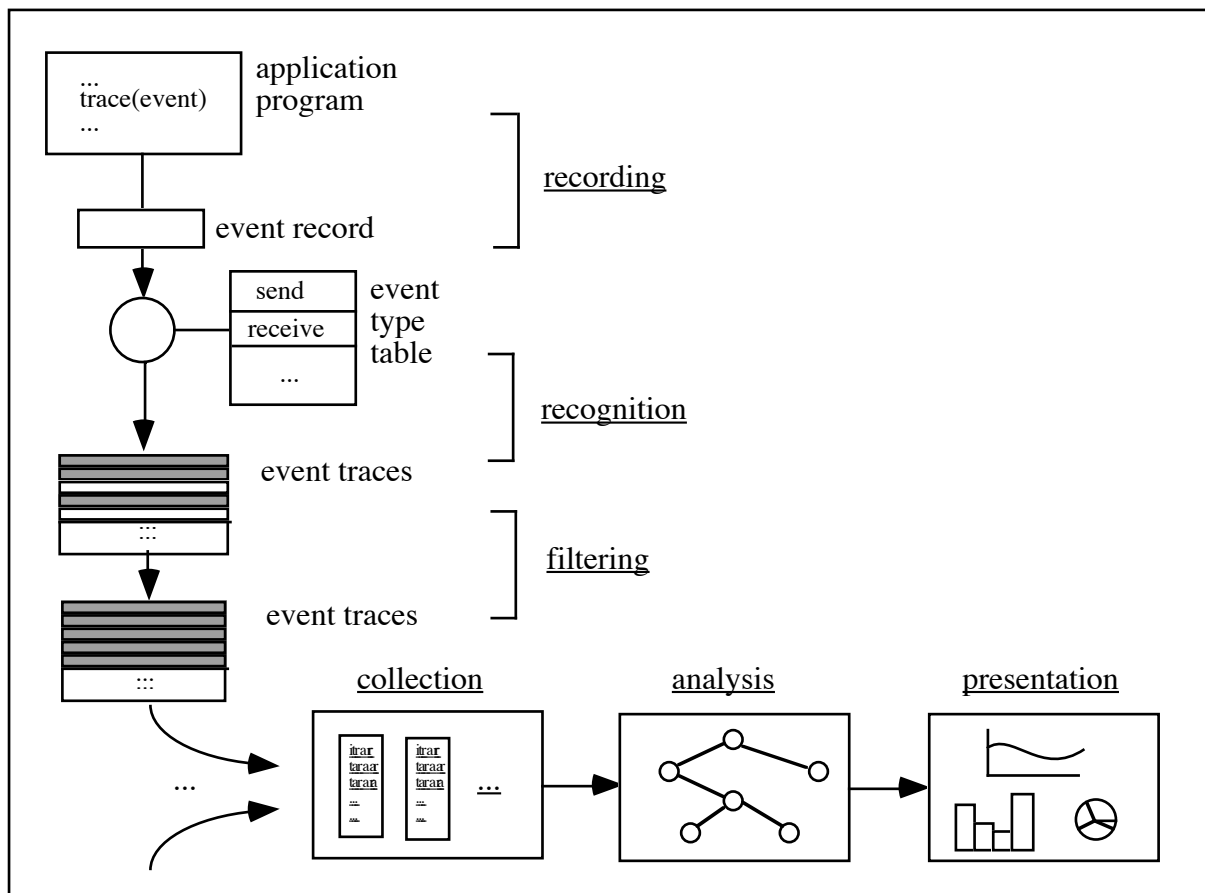 ...
trace(event)
...
application
program
recording
event record
send
receive
...
event
type
table
recognition
event traces
:::
filtering
event traces
:::
collection
analysis
presentation
...
...
...
...
...
...
...